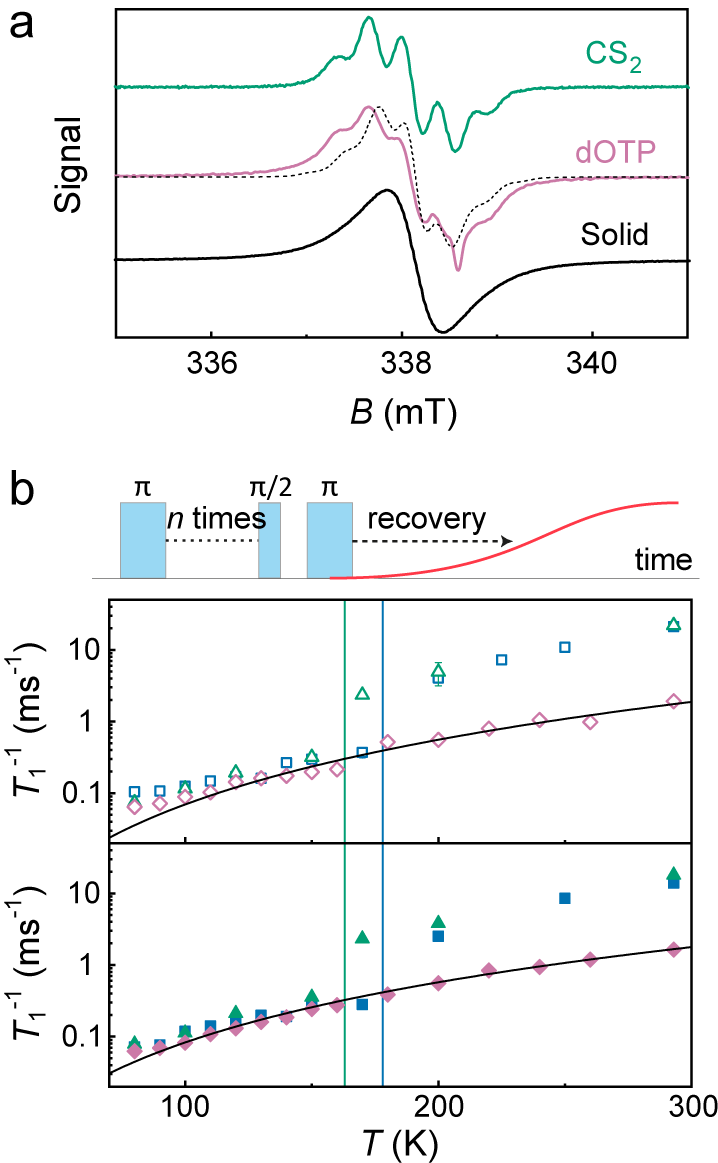 a
CS2
dOTP
Solid
Signal
336 338 340
B (mT)
b
π π/2 π
n times recovery
time
10
1
0.1
T1-1 (ms-1)
10
1
0.1
T1-1 (ms-1)
100 200 300
T (K)